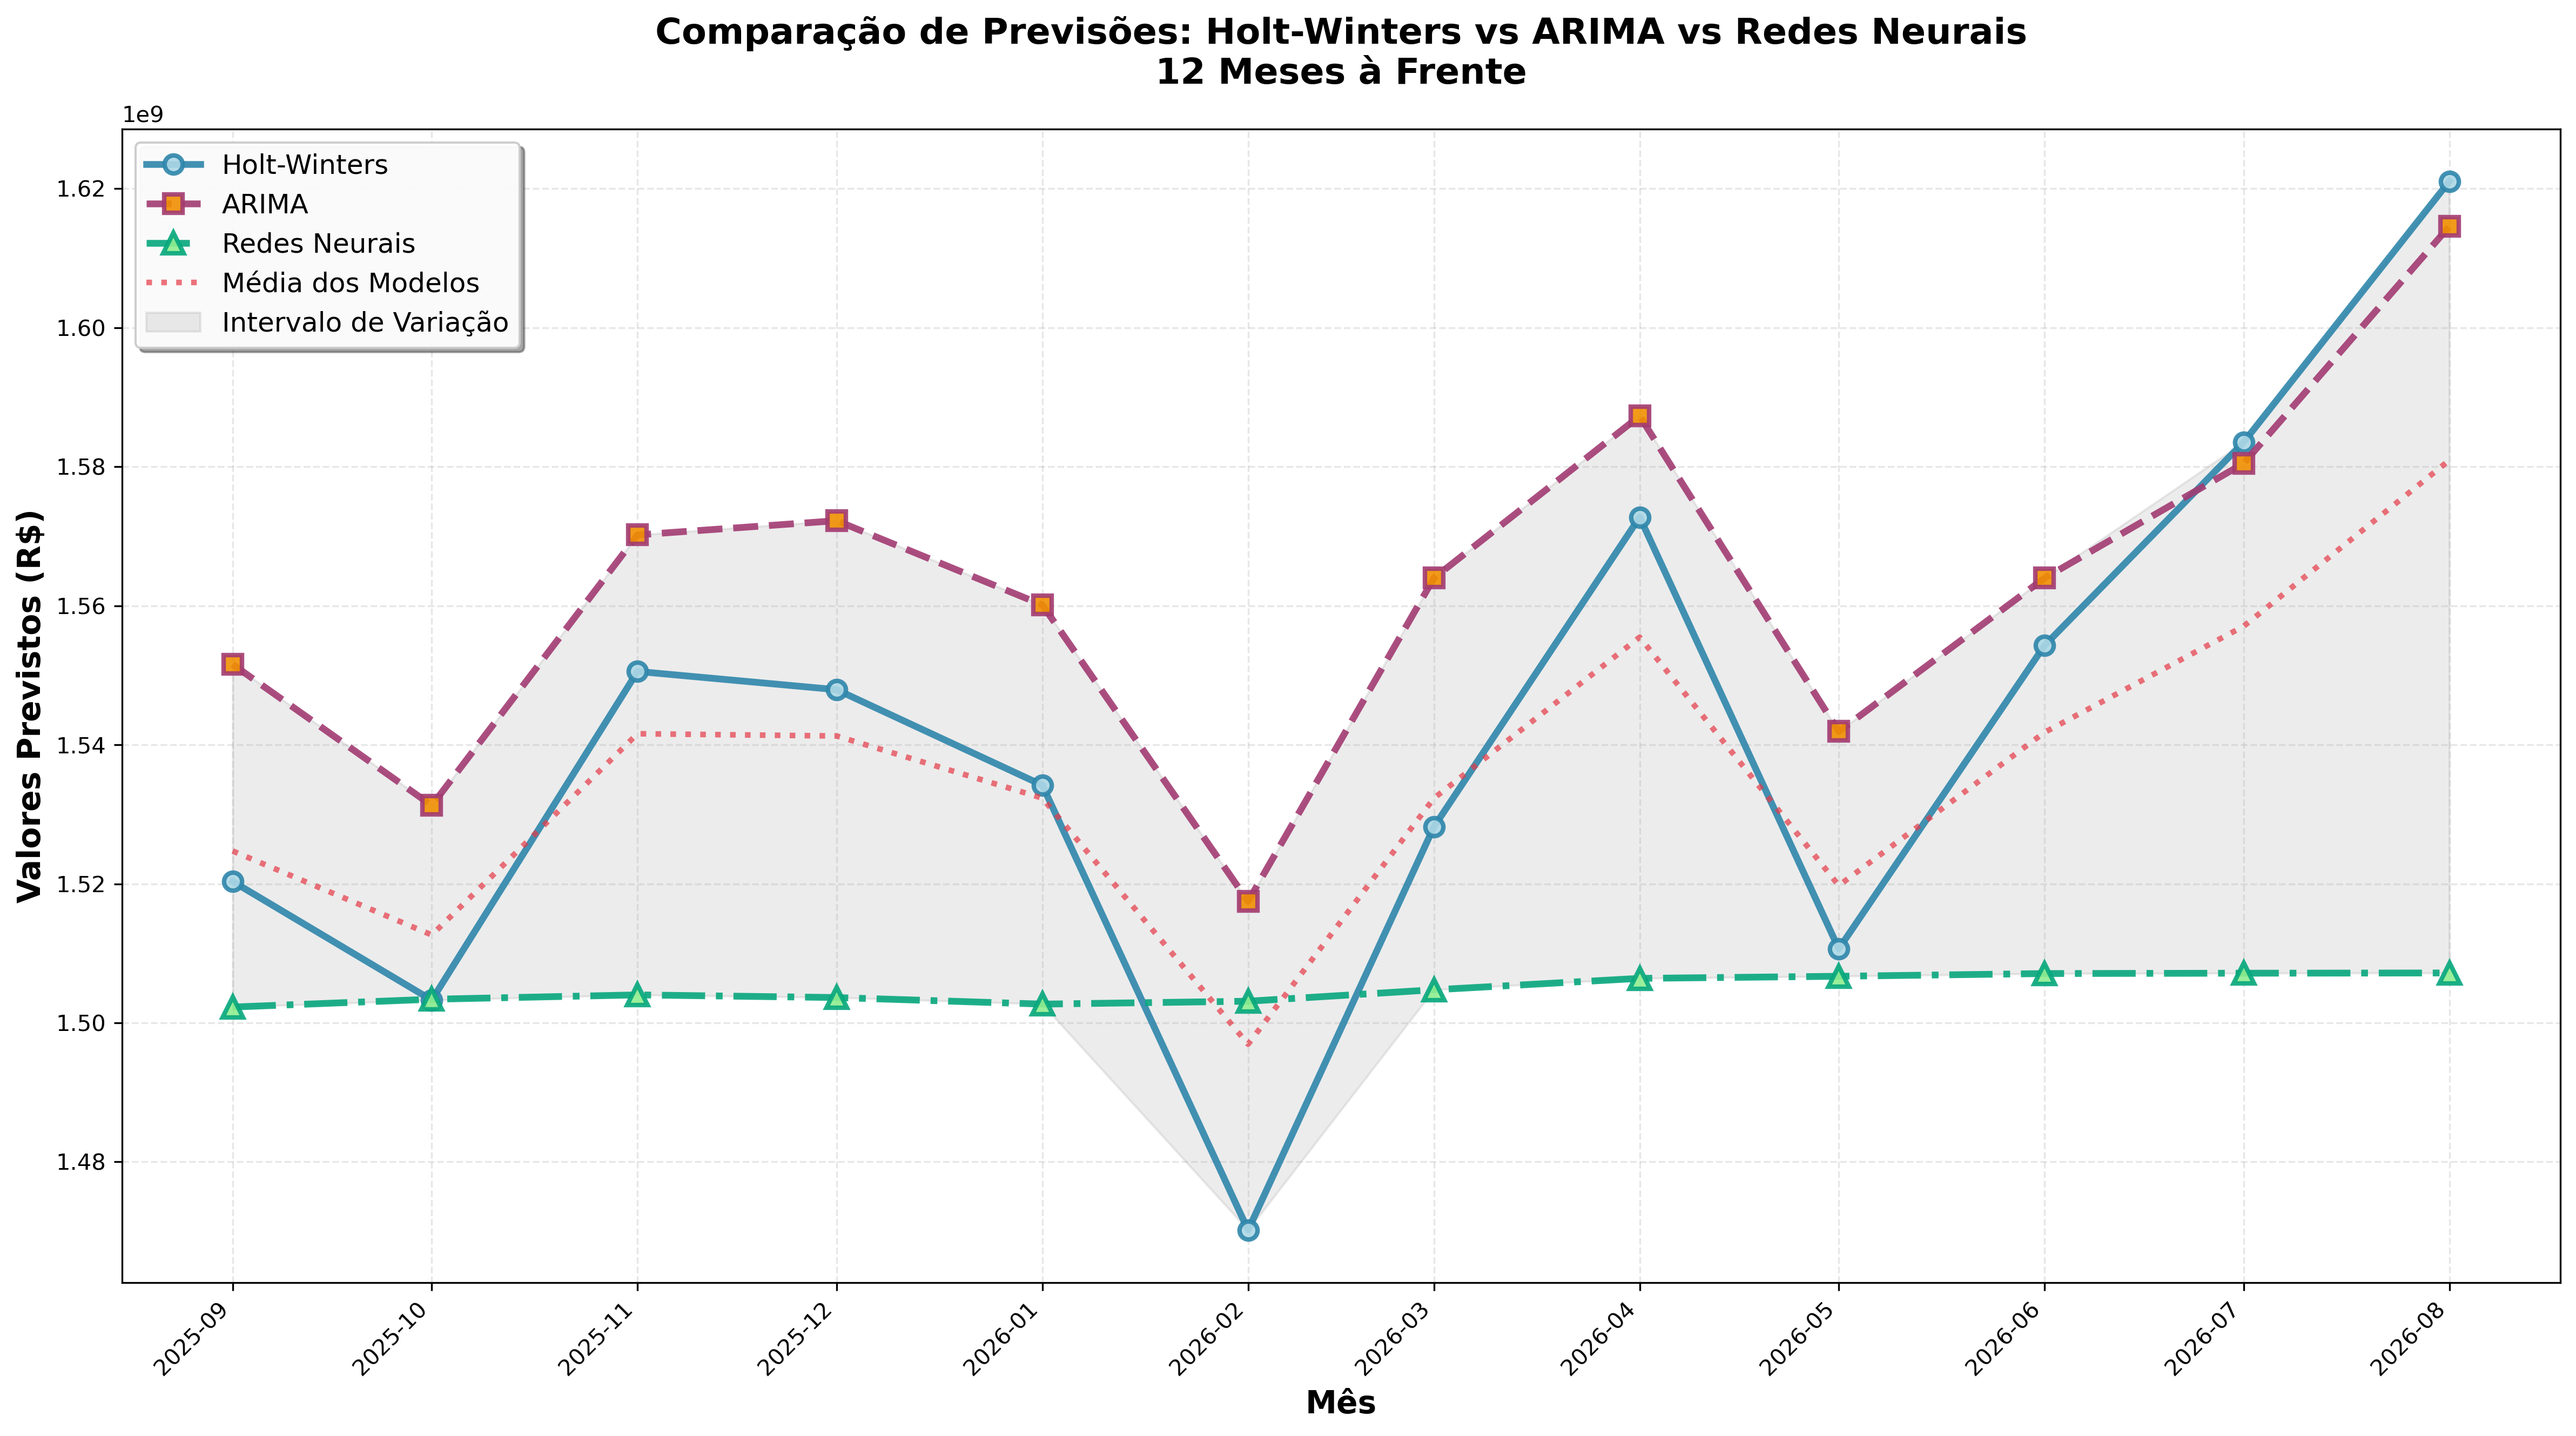 Comparação de Previsões: Holt-Winters vs ARIMA vs Redes Neurais
12 Meses à Frente
1e9
Holt-Winters
ARIMA
Redes Neurais
Média dos Modelos
Intervalo de Variação
1.62
1.60
1.58
1.56
1.54
1.52
1.50
1.48
Valores Previstos (R$)
2025-09
2025-10
2025-11
2025-12
2026-01
2026-02
2026-03
2026-04
2026-05
2026-06
2026-07
2026-08
Mês